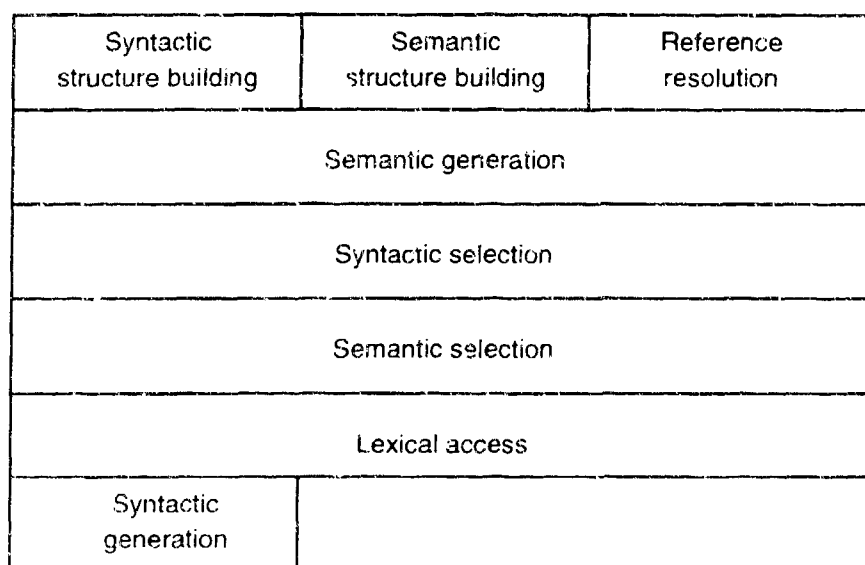 Syntactic
structure building
Semantic
structure building
Reference
resolution
Semantic generation
Syntactic selection
Semantic selection
Lexical access
Syntactic
generation